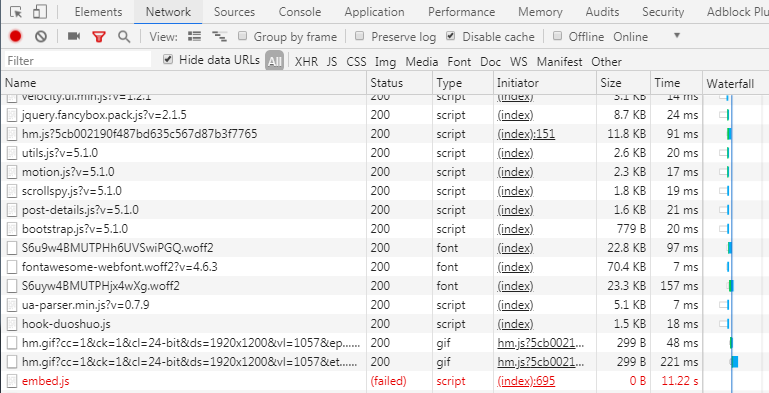 Elements Network Sources Console Application Performance Memory Audits Security Adblock Plu
View: Group by frame Preserve log Disable cache Offline Online
Filter Hide data URLs All XHR JS CSS Img Media Font Doc WS Manifest Other
Name Status Type Initiator Size Time Waterfall
velocity.ui.min.js?v=1.2.1 200 script (index) 3.1 KB 14 ms
jquery.fancybox.pack.js?v=2.1.5 200 script (index) 8.7 KB 24 ms
hm.js?5cb002190f487bd635c567d87b3f7765 200 script (index):151 11.8 KB 91 ms
utils.js?v=5.1.0 200 script (index) 2.6 KB 20 ms
motion.js?v=5.1.0 200 script (index) 2.3 KB 17 ms
scrollspy.js?v=5.1.0 200 script (index) 1.8 KB 19 ms
post-details.js?v=5.1.0 200 script (index) 1.6 KB 21 ms
bootstrap.js?v=5.1.0 200 script (index) 779 B 20 ms
S6u9w4BMUTPHh6UVSwiPGQ.woff2 200 font (index) 22.8 KB 97 ms
fontawesome-webfont.woff2?v=4.6.3 200 font (index) 70.4 KB 7 ms
S6uyw4BMUTPHjx4wXg.woff2 200 font (index) 23.3 KB 157 ms
ua-parser.min.js?v=0.7.9 200 script (index) 5.1 KB 7 ms
hook-duoshuo.js 200 script (index) 1.5 KB 18 ms
hm.gif?cc=1&ck=1&cl=24-bit&ds=1920x1200&vl=1057&ep...... 200 gif hm.js?5cb0021... 299 B 48 ms
hm.gif?cc=1&ck=1&cl=24-bit&ds=1920x1200&vl=1057&et...... 200 gif hm.js?5cb0021... 299 B 221 ms
embed.js (failed) script (index):695 0 B 11.22 s